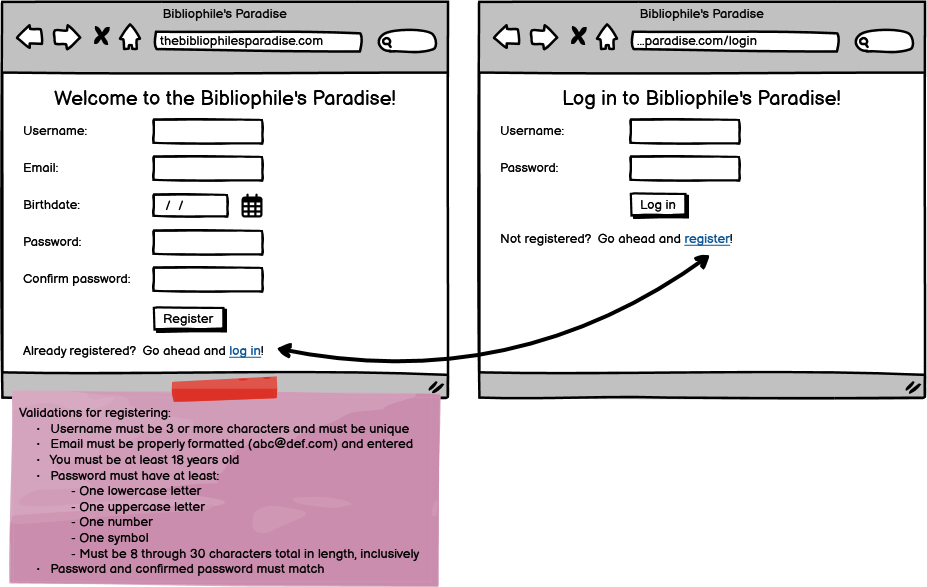 Bibliophile's Paradise
thebibliophilesparadise.com
Welcome to the Bibliophile's Paradise!
Username:
Email:
Birthdate:
/ /
Password:
Confirm password:
Register
Already registered? Go ahead and log in!
Bibliophile's Paradise
...paradise.com/login
Log in to Bibliophile's Paradise!
Username:
Password:
Log in
Not registered? Go ahead and register!
Validations for registering:
· Username must be 3 or more characters and must be unique
· Email must be properly formatted (abc@def.com) and entered
· You must be at least 18 years old
· Password must have at least:
- One lowercase letter
- One uppercase letter
- One number
- One symbol
- Must be 8 through 30 characters total in length, inclusively
· Password and confirmed password must match